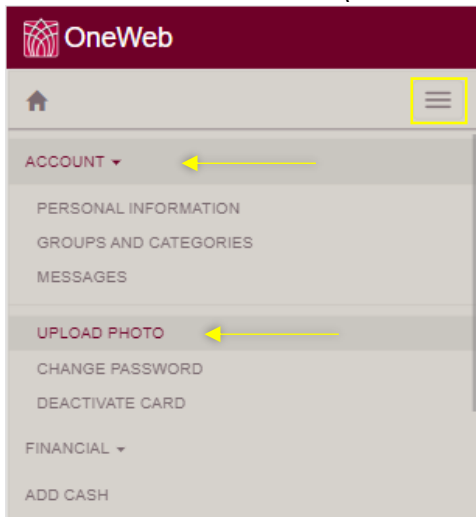 OneWeb
ACCOUNT
PERSONAL INFORMATION
GROUPS AND CATEGORIES
MESSAGES
UPLOAD PHOTO
CHANGE PASSWORD
DEACTIVATE CARD
FINANCIAL
ADD CASH